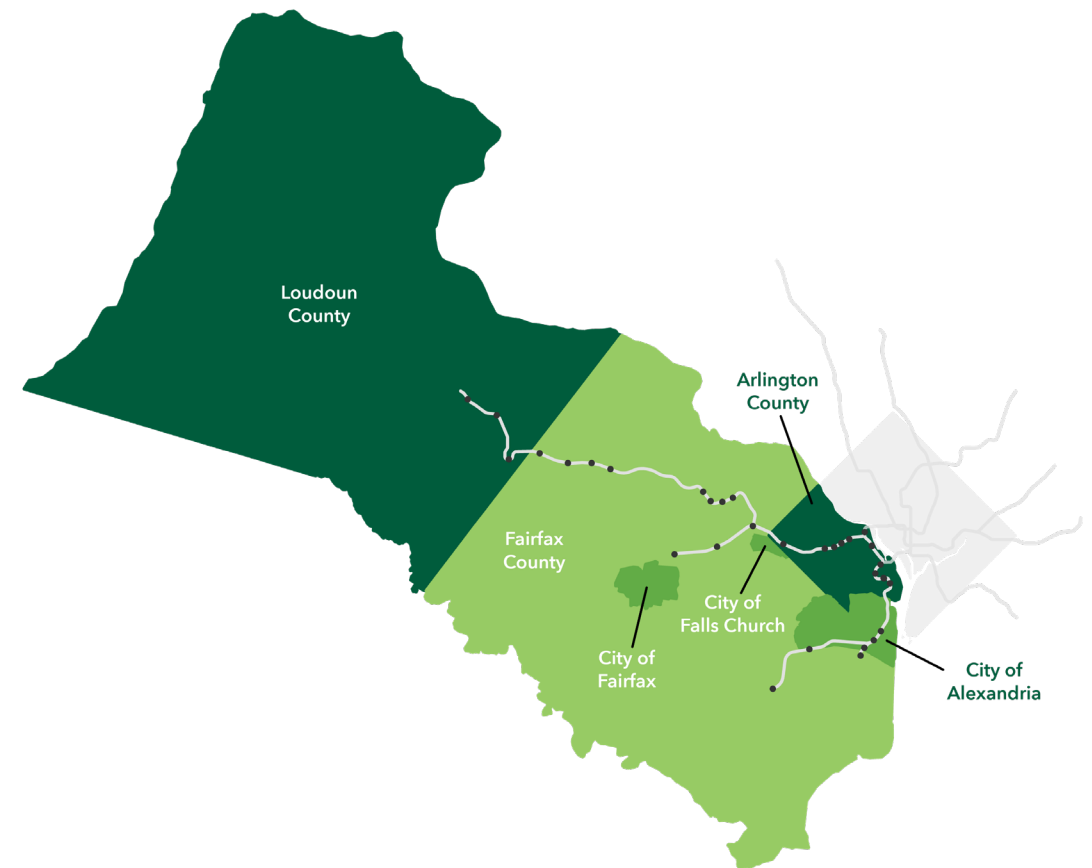 Loudoun
County
Arlington
County
Fairfax
County
City of
Falls Church
City of
Fairfax
City of
Alexandria